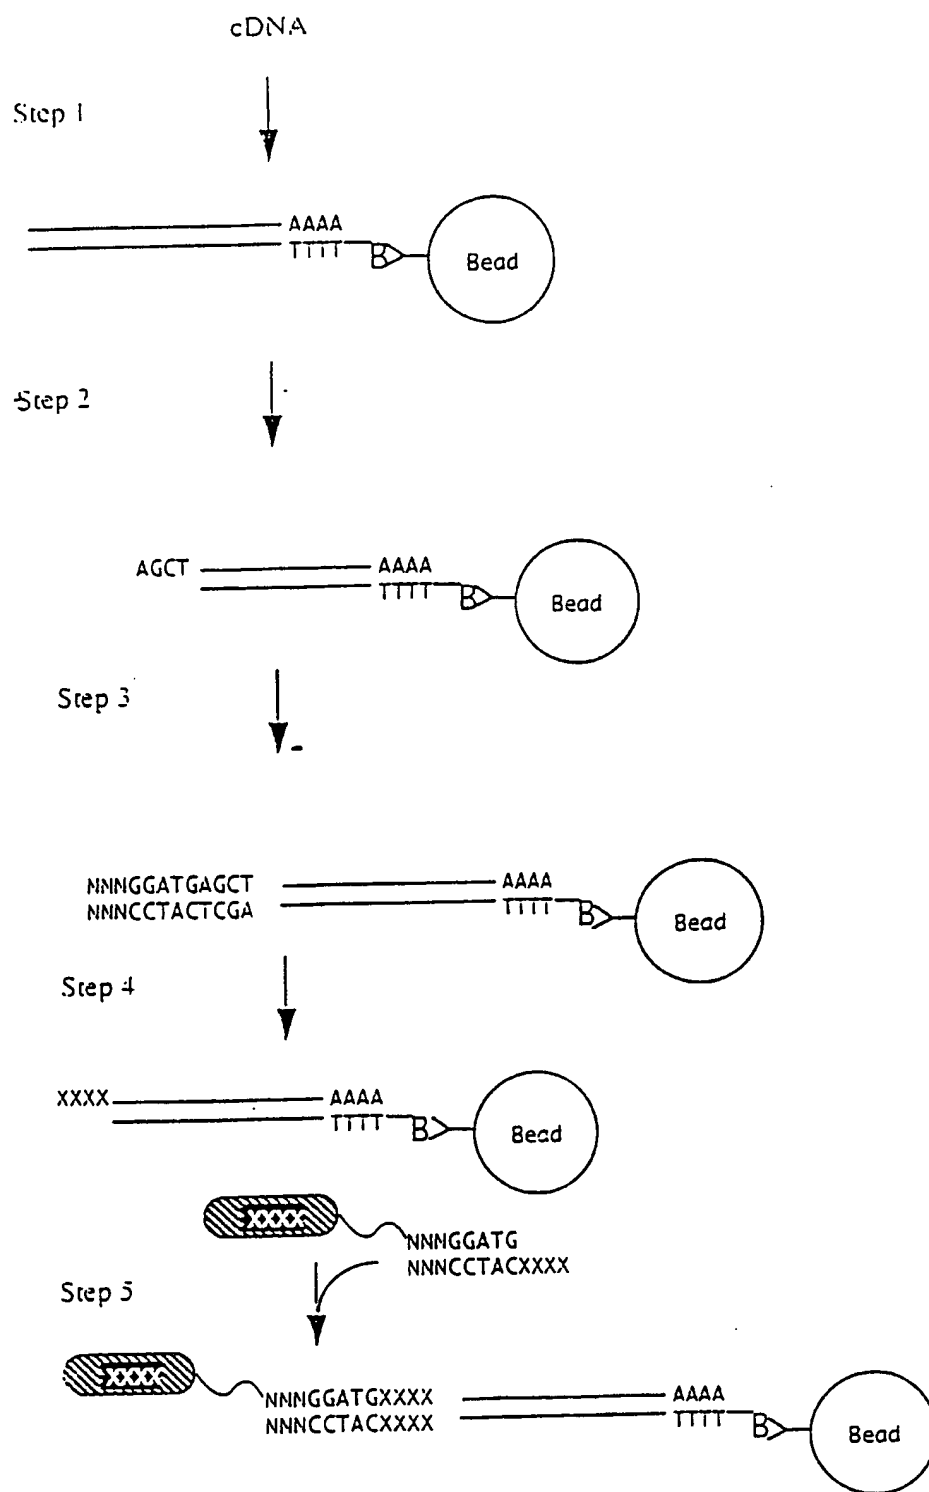 cDNA
Step 1
AAAA
TTTT
B
Bead
Step 2
AGCT
AAAA
TTTT
B
Bead
Step 3
NNNGGATGAGCT
NNNCCTACTCGA
AAAA
TTTT
B
Bead
Step 4
XXXX
AAAA
TTTT
B
Bead
XXXX
NNNGGATG
NNNCCTACXXXX
Step 5
XXXX
NNNGGATGXXXX
NNNCCTACXXXX
AAAA
TTTT
B
Bead